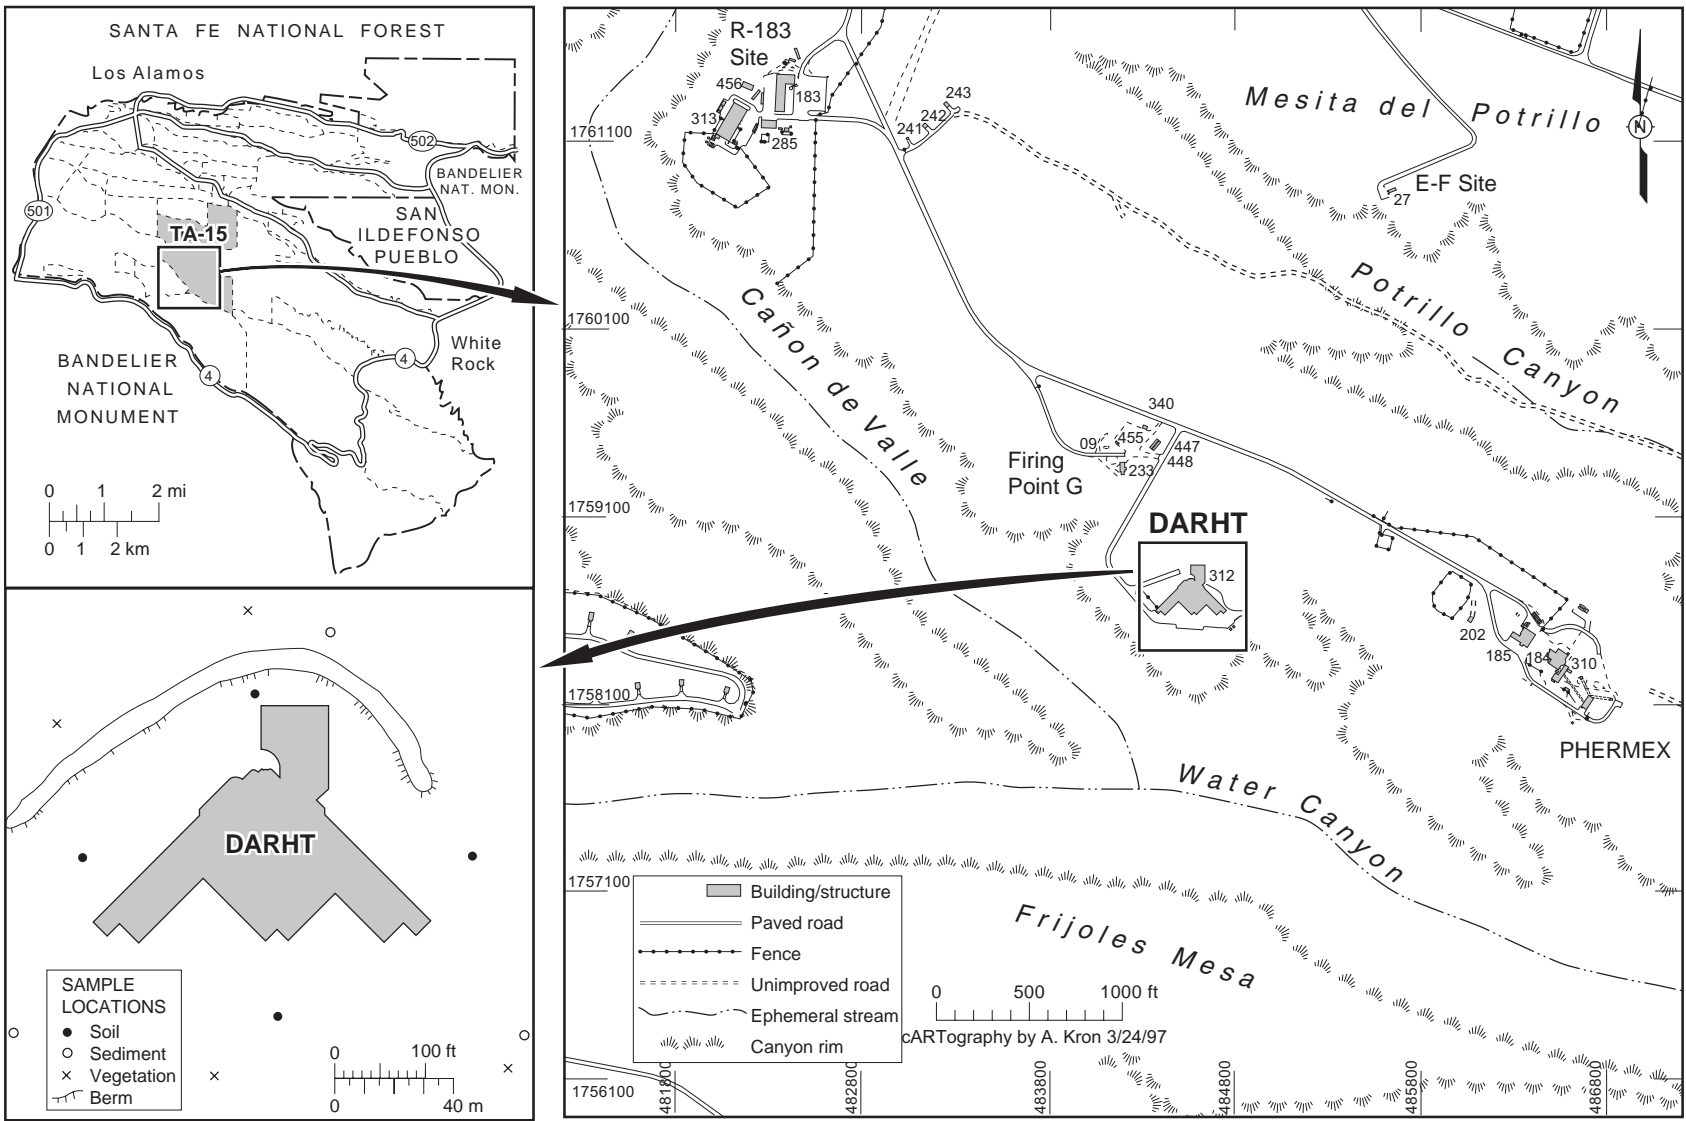 SANTA FE NATIONAL FOREST
Los Alamos
502
BANDELIER
NAT. MON.
501
SAN
ILDEFONSO
PUEBLO
TA-15
White
Rock
4
4
BANDELIER
NATIONAL
MONUMENT
0 1 2 mi
0 1 2 km
DARHT
SAMPLE
LOCATIONS
Soil
Sediment
Vegetation
Berm
0 100 ft
0 40 m
R-183
Site
456
183
313
285
243
242
241
Mesita del Potrillo
N
E-F Site
27
1761100
1760100
1759100
1758100
1757100
1756100
Cañon de Valle
Potrillo Canyon
340
09
455
447
448
233
Firing
Point G
DARHT
312
202
185
184
310
PHERMEX
Water Canyon
Frijoles Mesa
Building/structure
Paved road
Fence
Unimproved road
Ephemeral stream
Canyon rim
0 500 1000 ft
cARTography by A. Kron 3/24/97
481800
482800
483800
484800
485800
486800